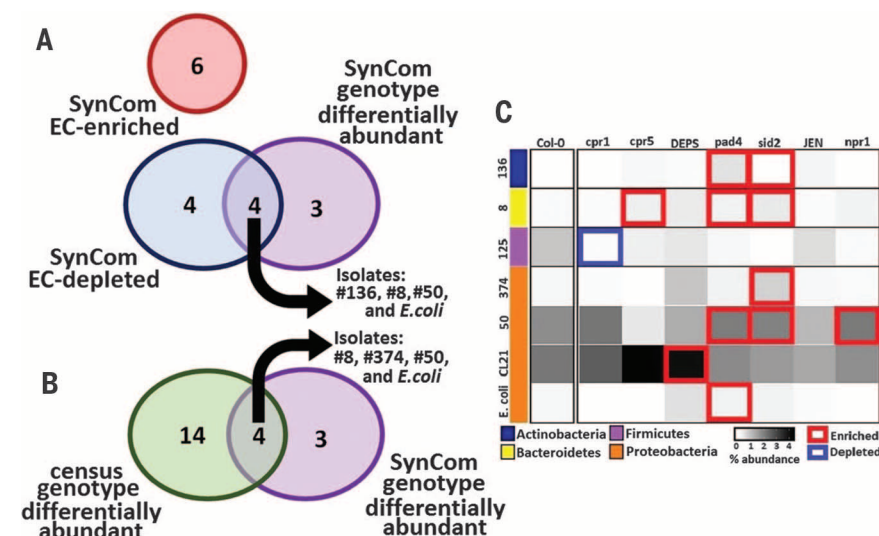 A
6
SynCom
EC-enriched
SynCom
genotype
differentially
abundant
4
4
3
SynCom
EC-depleted
Isolates:
#136, #8,#50,
and E.coli
Isolates:
#8, #374, #50,
and E.coli
B
14
4
3
census
genotype
differentially
abundant
SynCom
genotype
differentially
abundant
C
Col-0 cpr1 cpr5 DEPS pad4 sid2 JEN npr1
136
8
125
374
50
CL21
E. coli
Actinobacteria Firmicutes
Bacteroidetes Proteobacteria
0 1 2 3 4
% abundance
Enriched
Depleted